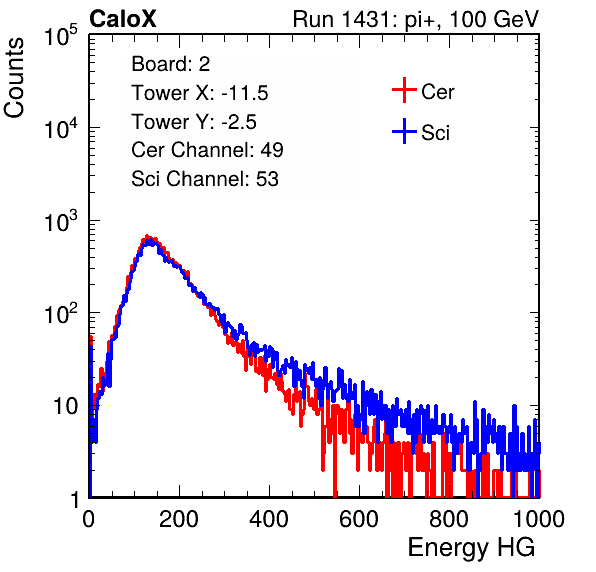 CaloX
Run 1431: pi+, 100 GeV
Counts
10^5
10^4
10^3
10^2
10
1
Board: 2
Tower X: -11.5
Tower Y: -2.5
Cer Channel: 49
Sci Channel: 53
Cer
Sci
0 200 400 600 800 1000
Energy HG